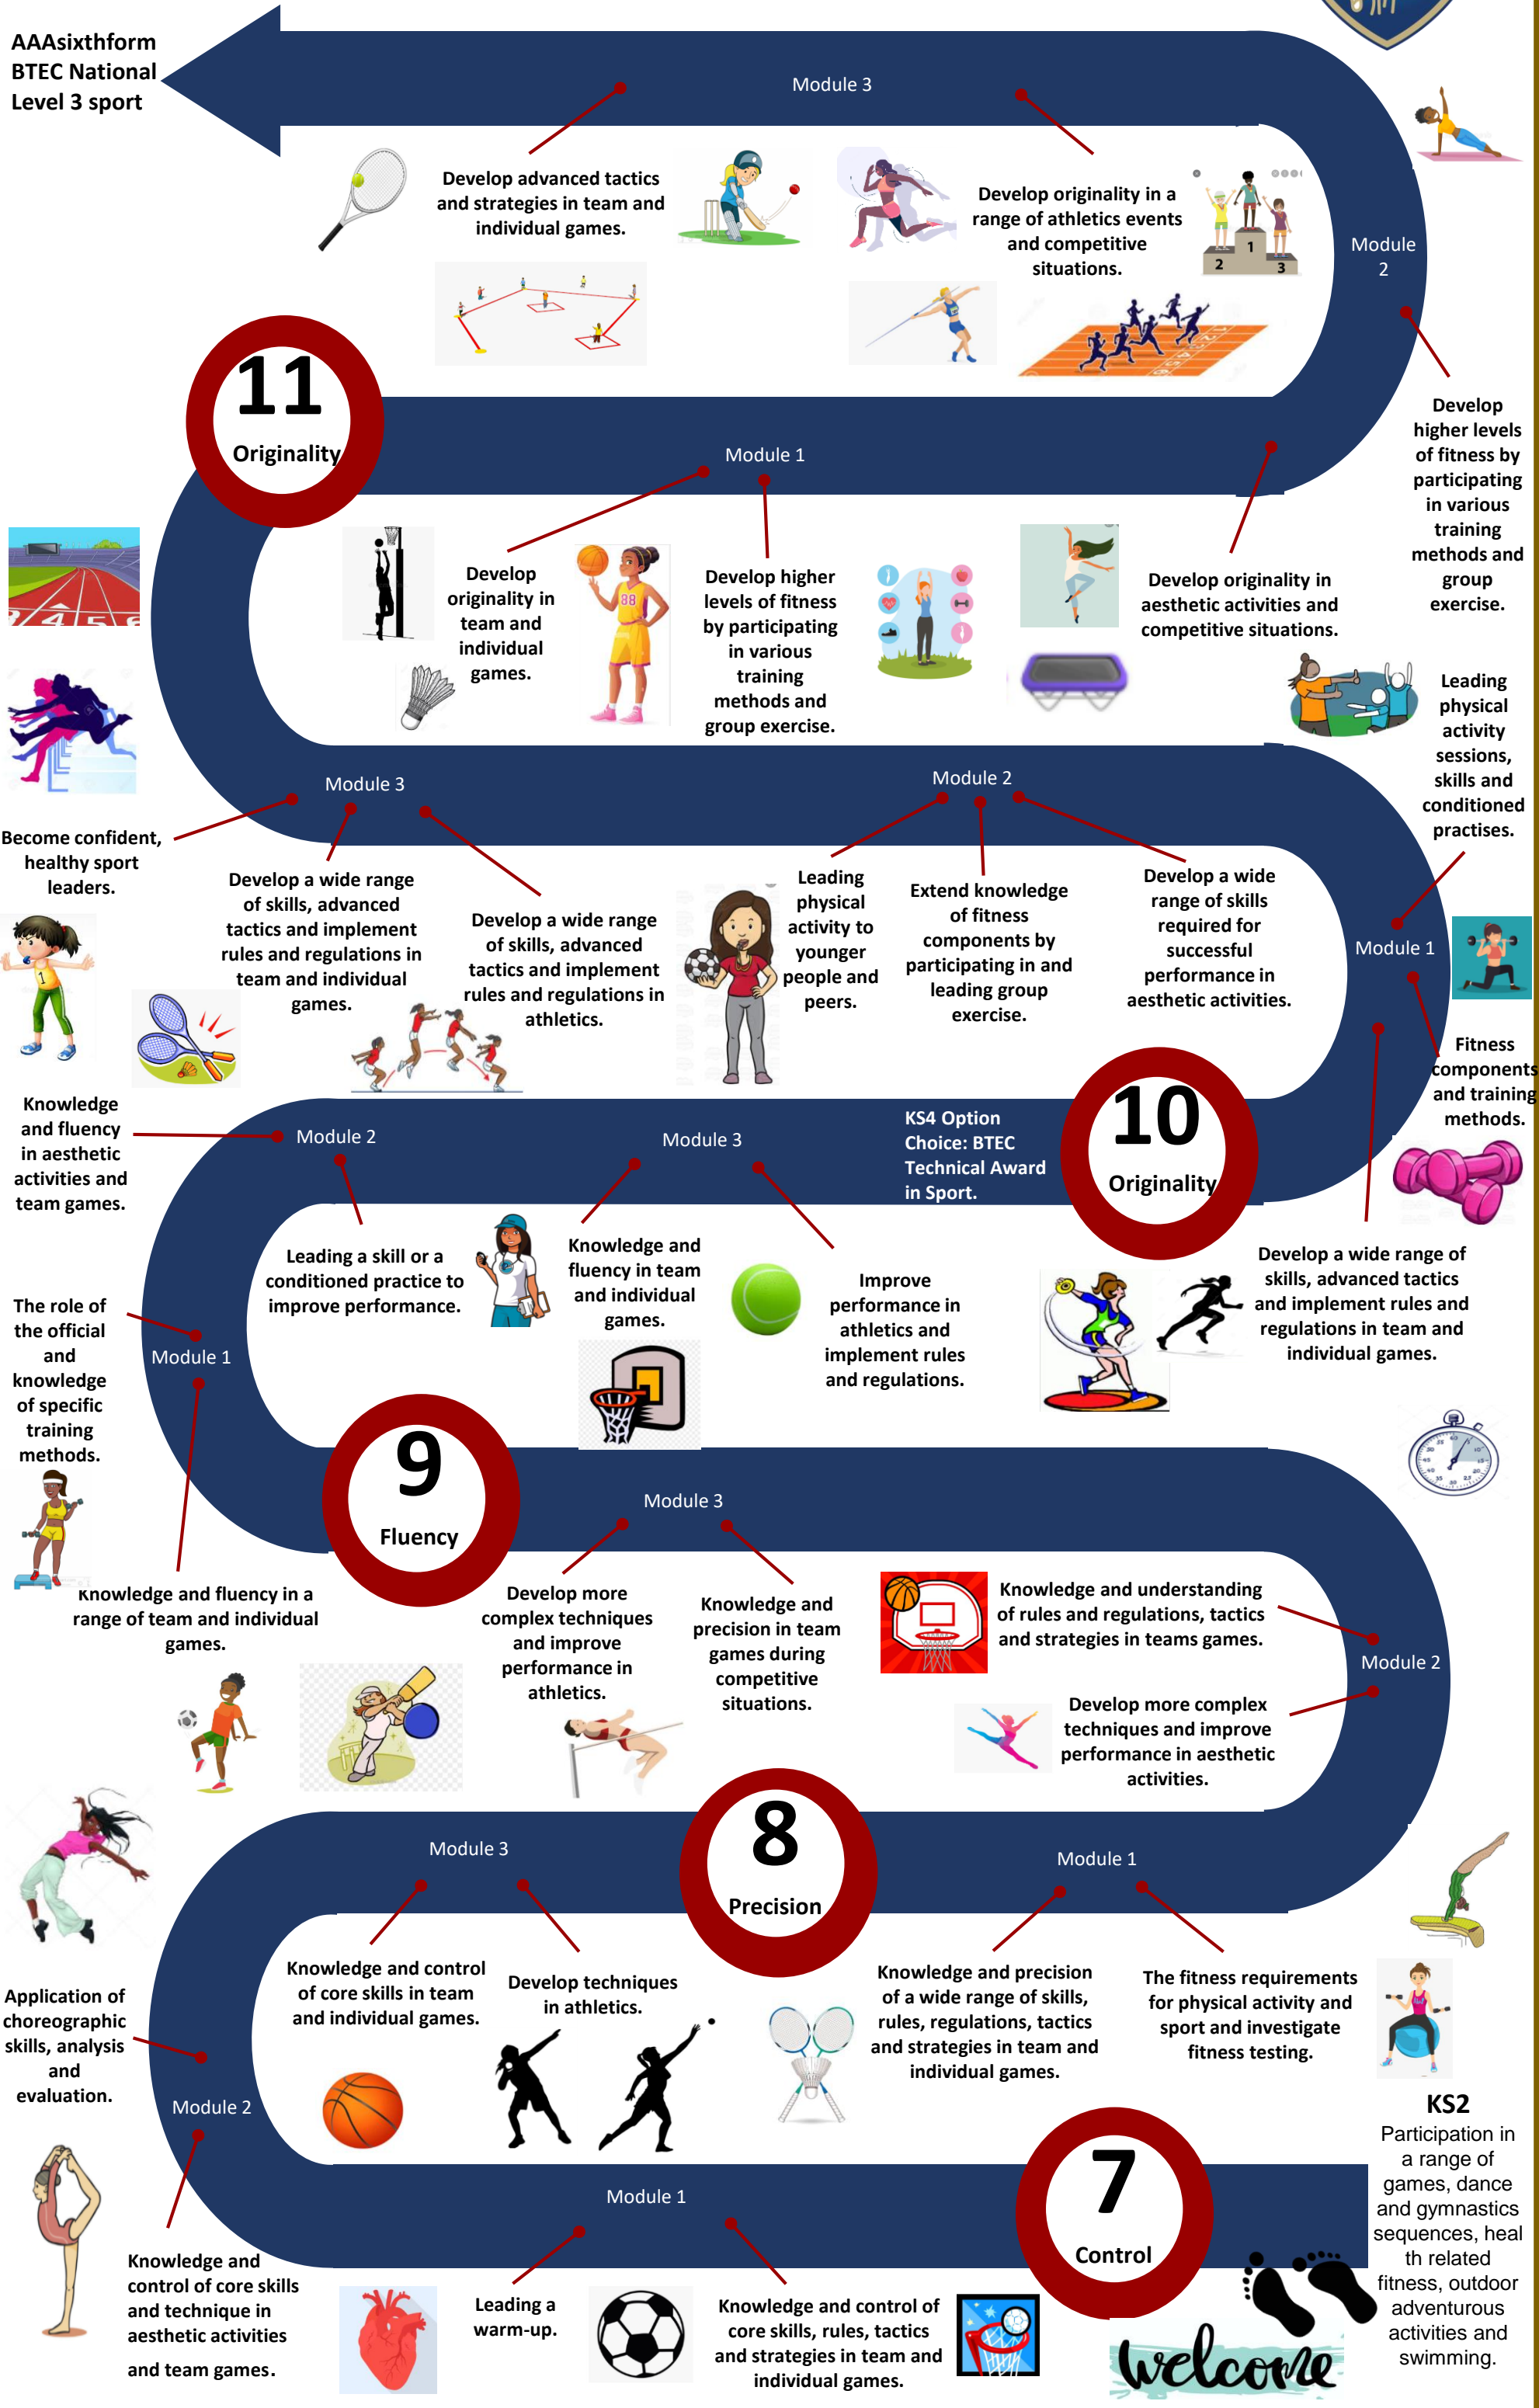 AAAsixthform
BTEC National
Level 3 sport
Module 3
Develop advanced tactics
and strategies in team and
individual games.
Develop originality in a
range of athletics events
and competitive
situations.
1
2
3
Module
2
11
Originality
Develop
higher levels
of fitness by
participating
in various
training
methods and
group
exercise.
Module 1
Develop
originality in
team and
individual
games.
88
Develop higher
levels of fitness
by participating
in various
training
methods and
group exercise.
Develop originality in
aesthetic activities and
competitive situations.
Leading
physical
activity
sessions,
skills and
conditioned
practises.
Module 3
Module 2
Become confident,
healthy sport
leaders.
Develop a wide range
of skills, advanced
tactics and implement
rules and regulations in
team and individual
games.
Develop a wide range
of skills, advanced
tactics and implement
rules and regulations in
athletics.
Leading
physical
activity to
younger
people and
peers.
Extend knowledge
of fitness
components by
participating in and
leading group
exercise.
Develop a wide
range of skills
required for
successful
performance in
aesthetic activities.
Module 1
1
Fitness
components
and training
methods.
Knowledge
and fluency
in aesthetic
activities and
team games.
Module 2
Module 3
KS4 Option
Choice: BTEC
Technical Award
in Sport.
10
Originality
Leading a skill or a
conditioned practice to
improve performance.
Knowledge and
fluency in team
and individual
games.
Improve
performance in
athletics and
implement rules
and regulations.
Develop a wide range of
skills, advanced tactics
and implement rules and
regulations in team and
individual games.
The role of
the official
and
knowledge
of specific
training
methods.
Module 1
9
Fluency
Module 3
Knowledge and fluency in a
range of team and individual
games.
Develop more
complex techniques
and improve
performance in
athletics.
Knowledge and
precision in team
games during
competitive
situations.
Knowledge and understanding
of rules and regulations, tactics
and strategies in teams games.
Module 2
Develop more complex
techniques and improve
performance in aesthetic
activities.
Module 3
8
Precision
Module 1
Knowledge and control
of core skills in team
and individual games.
Develop techniques
in athletics.
Knowledge and precision
of a wide range of skills,
rules, regulations, tactics
and strategies in team and
individual games.
The fitness requirements
for physical activity and
sport and investigate
fitness testing.
Application of
choreographic
skills, analysis
and
evaluation.
Module 2
KS2
Participation in
a range of
games, dance
and gymnastics
sequences, heal
th related
fitness, outdoor
adventurous
activities and
swimming.
Module 1
7
Control
Knowledge and
control of core skills
and technique in
aesthetic activities
and team games.
Leading a
warm-up.
Knowledge and control of
core skills, rules, tactics
and strategies in team and
individual games.
welcome